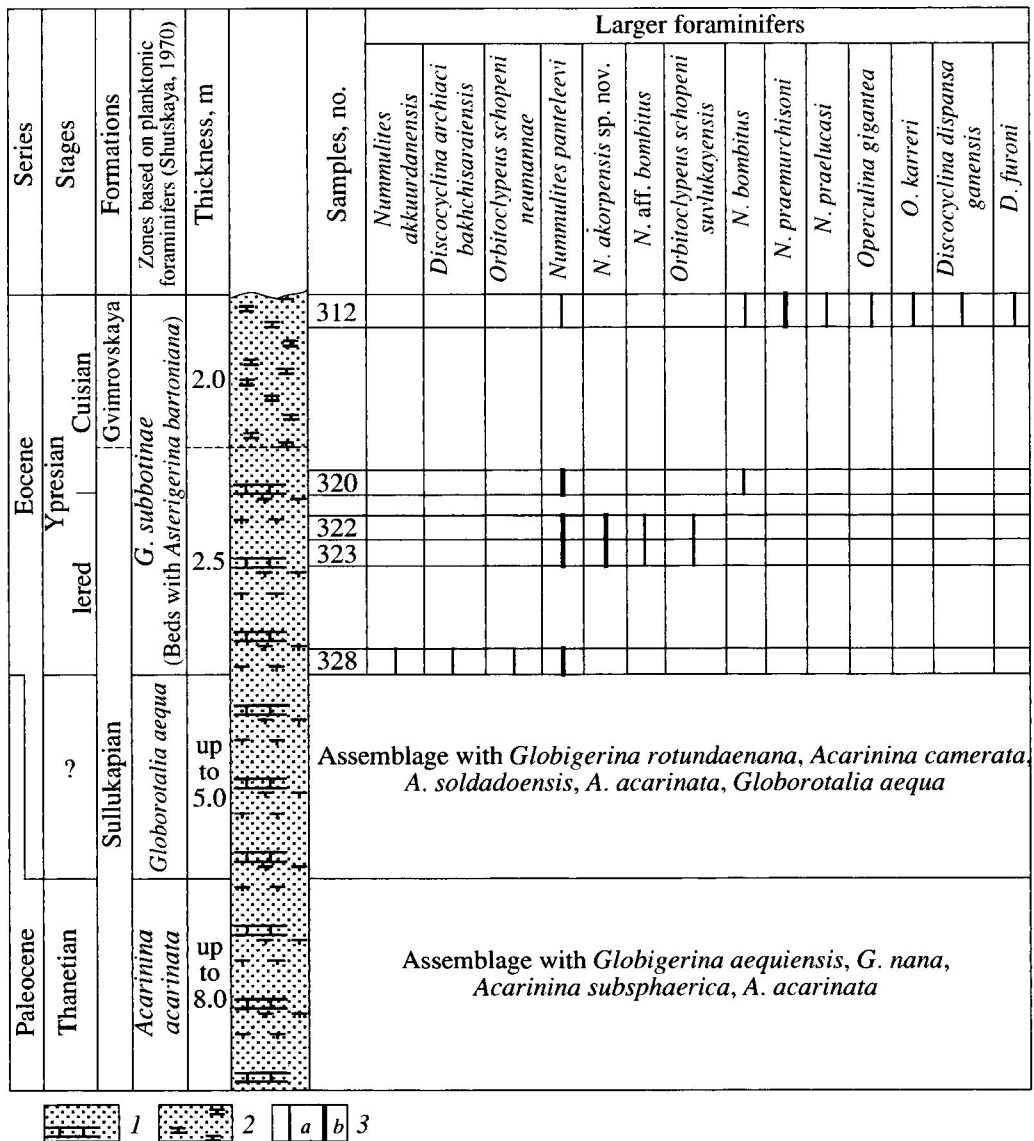 Series
Stages
Formations
Zones based on planktonic
foraminifers (Shutskaya, 1970)
Thickness, m
Samples, no.
Larger foraminifers
Nummulites
akkuurdanensis
Discocyclina archiaci
bakhchisaraiensis
Orbitoclypeus schopeni
neumannae
Nummulites panteleevi
N. akorpensis sp. nov.
N. aff. bombitus
Orbitoclypeus schopeni
suvlukayensis
N. bombitus
N. praemurchisoni
N. praelucasi
Operculina gigantea
O. karreri
Discocyclina dispansa
ganensis
D. furoni
Eocene
Ypresian
Cuisian
Gvimrovskaya
G. subbotinae
(Beds with Asterigerina bartoniana)
2.0
312
320
322
323
328
lered
2.5
?
Sullukapian
Globorotalia aequa
up
to
5.0
Assemblage with Globigerina rotundaenana, Acarinina camerata,
A. soldadoensis, A. acarinata, Globorotalia aequa
Paleocene
Thanetian
Acarinina
acarinata
up
to
8.0
Assemblage with Globigerina aequiensis, G. nana,
Acarinina subsphaerica, A. acarinata
1 2 a b 3